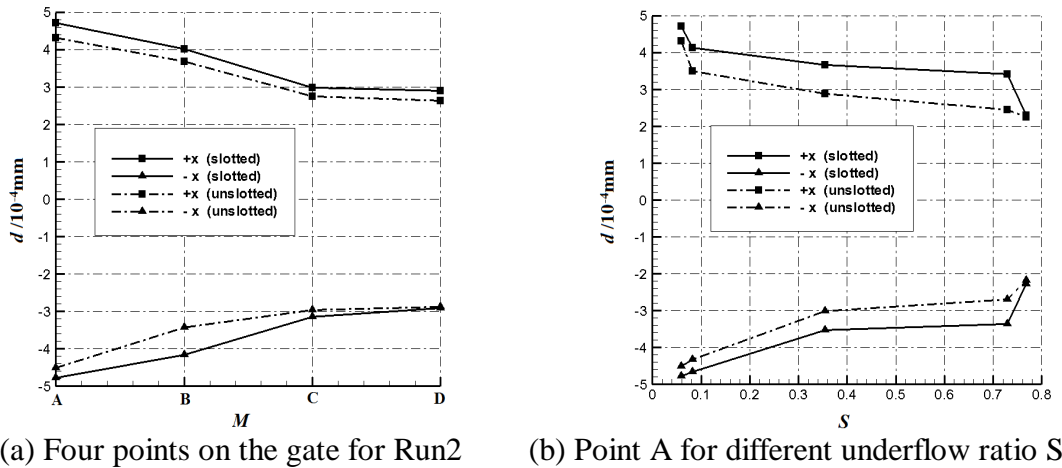 5
4
3
2
1
0
-1
-2
-3
-4
-5
d /10⁻⁴mm
+x (slotted)
- x (slotted)
+x (unslotted)
- x (unslotted)
A B C D
M
5
4
3
2
1
0
-1
-2
-3
-4
-5
d /10⁻⁴mm
+x (slotted)
- x (slotted)
+x (unslotted)
- x (unslotted)
0 0.1 0.2 0.3 0.4 0.5 0.6 0.7 0.8
S
(a) Four points on the gate for Run2
(b) Point A for different underflow ratio S